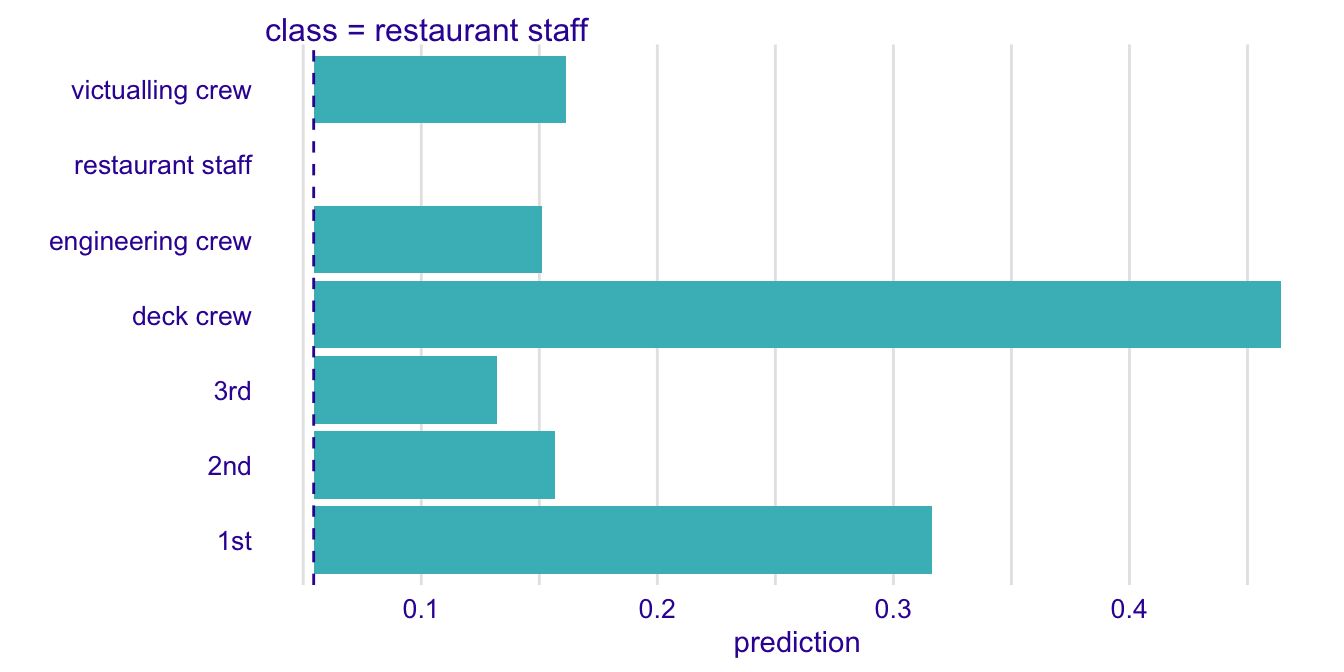 class = restaurant staff
victualling crew
restaurant staff
engineering crew
deck crew
3rd
2nd
1st
0.1 0.2 0.3 0.4
prediction